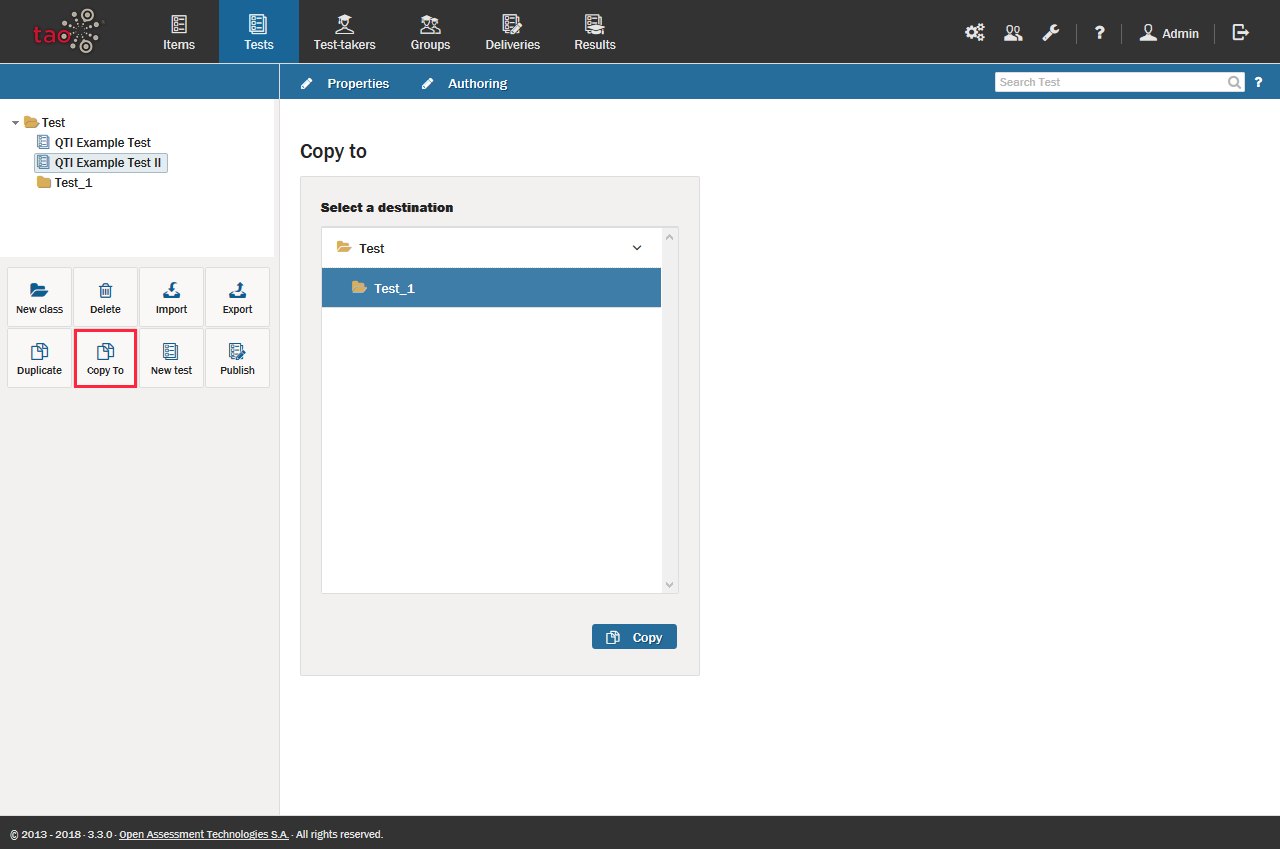 tao
Items
Tests
Test-takers
Groups
Deliveries
Results
?
Admin
Properties
Authoring
Search Test
?
Test
QTI Example Test
QTI Example Test II
Test_1
New class
Delete
Import
Export
Duplicate
Copy To
New test
Publish
Copy to
Select a destination
Test
Test_1
Copy
© 2013 - 2018 · 3.3.0 · Open Assessment Technologies S.A. · All rights reserved.